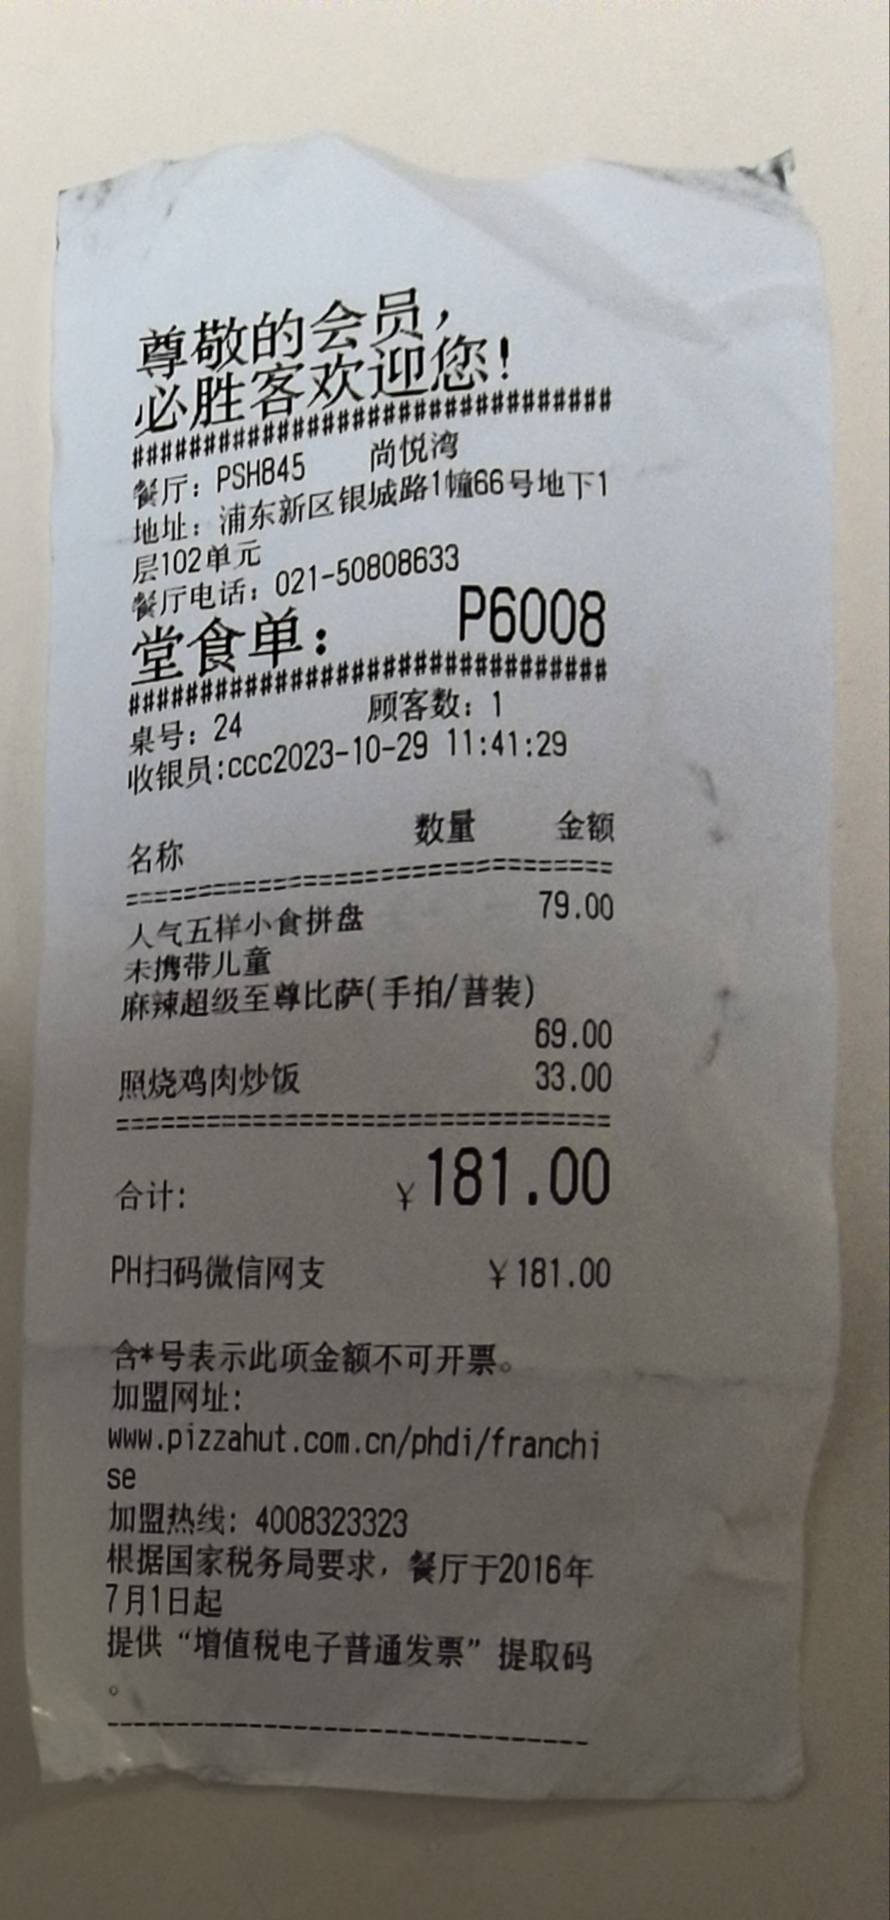 尊敬的会员，
必胜客欢迎您！
##################################
餐厅：PSH845 尚悦湾
地址：浦东新区银城路1幢66号地下1
层102单元
餐厅电话：021-50808633
堂食单： P6008
##################################
桌号：24 顾客数：1
收银员:ccc2023-10-29 11:41:29
名称 数量 金额
==================================
人气五样小食拼盘 79.00
未携带儿童
麻辣超级至尊比萨(手拍/普装)
69.00
照烧鸡肉炒饭 33.00
==================================
合计: ¥181.00
PH扫码微信网支 ¥181.00
含*号表示此项金额不可开票。
加盟网址:
www.pizzahut.com.cn/phdi/franchi
se
加盟热线: 4008323323
根据国家税务局要求，餐厅于2016年
7月1日起
提供“增值税电子普通发票”提取码
。
----------------------------------